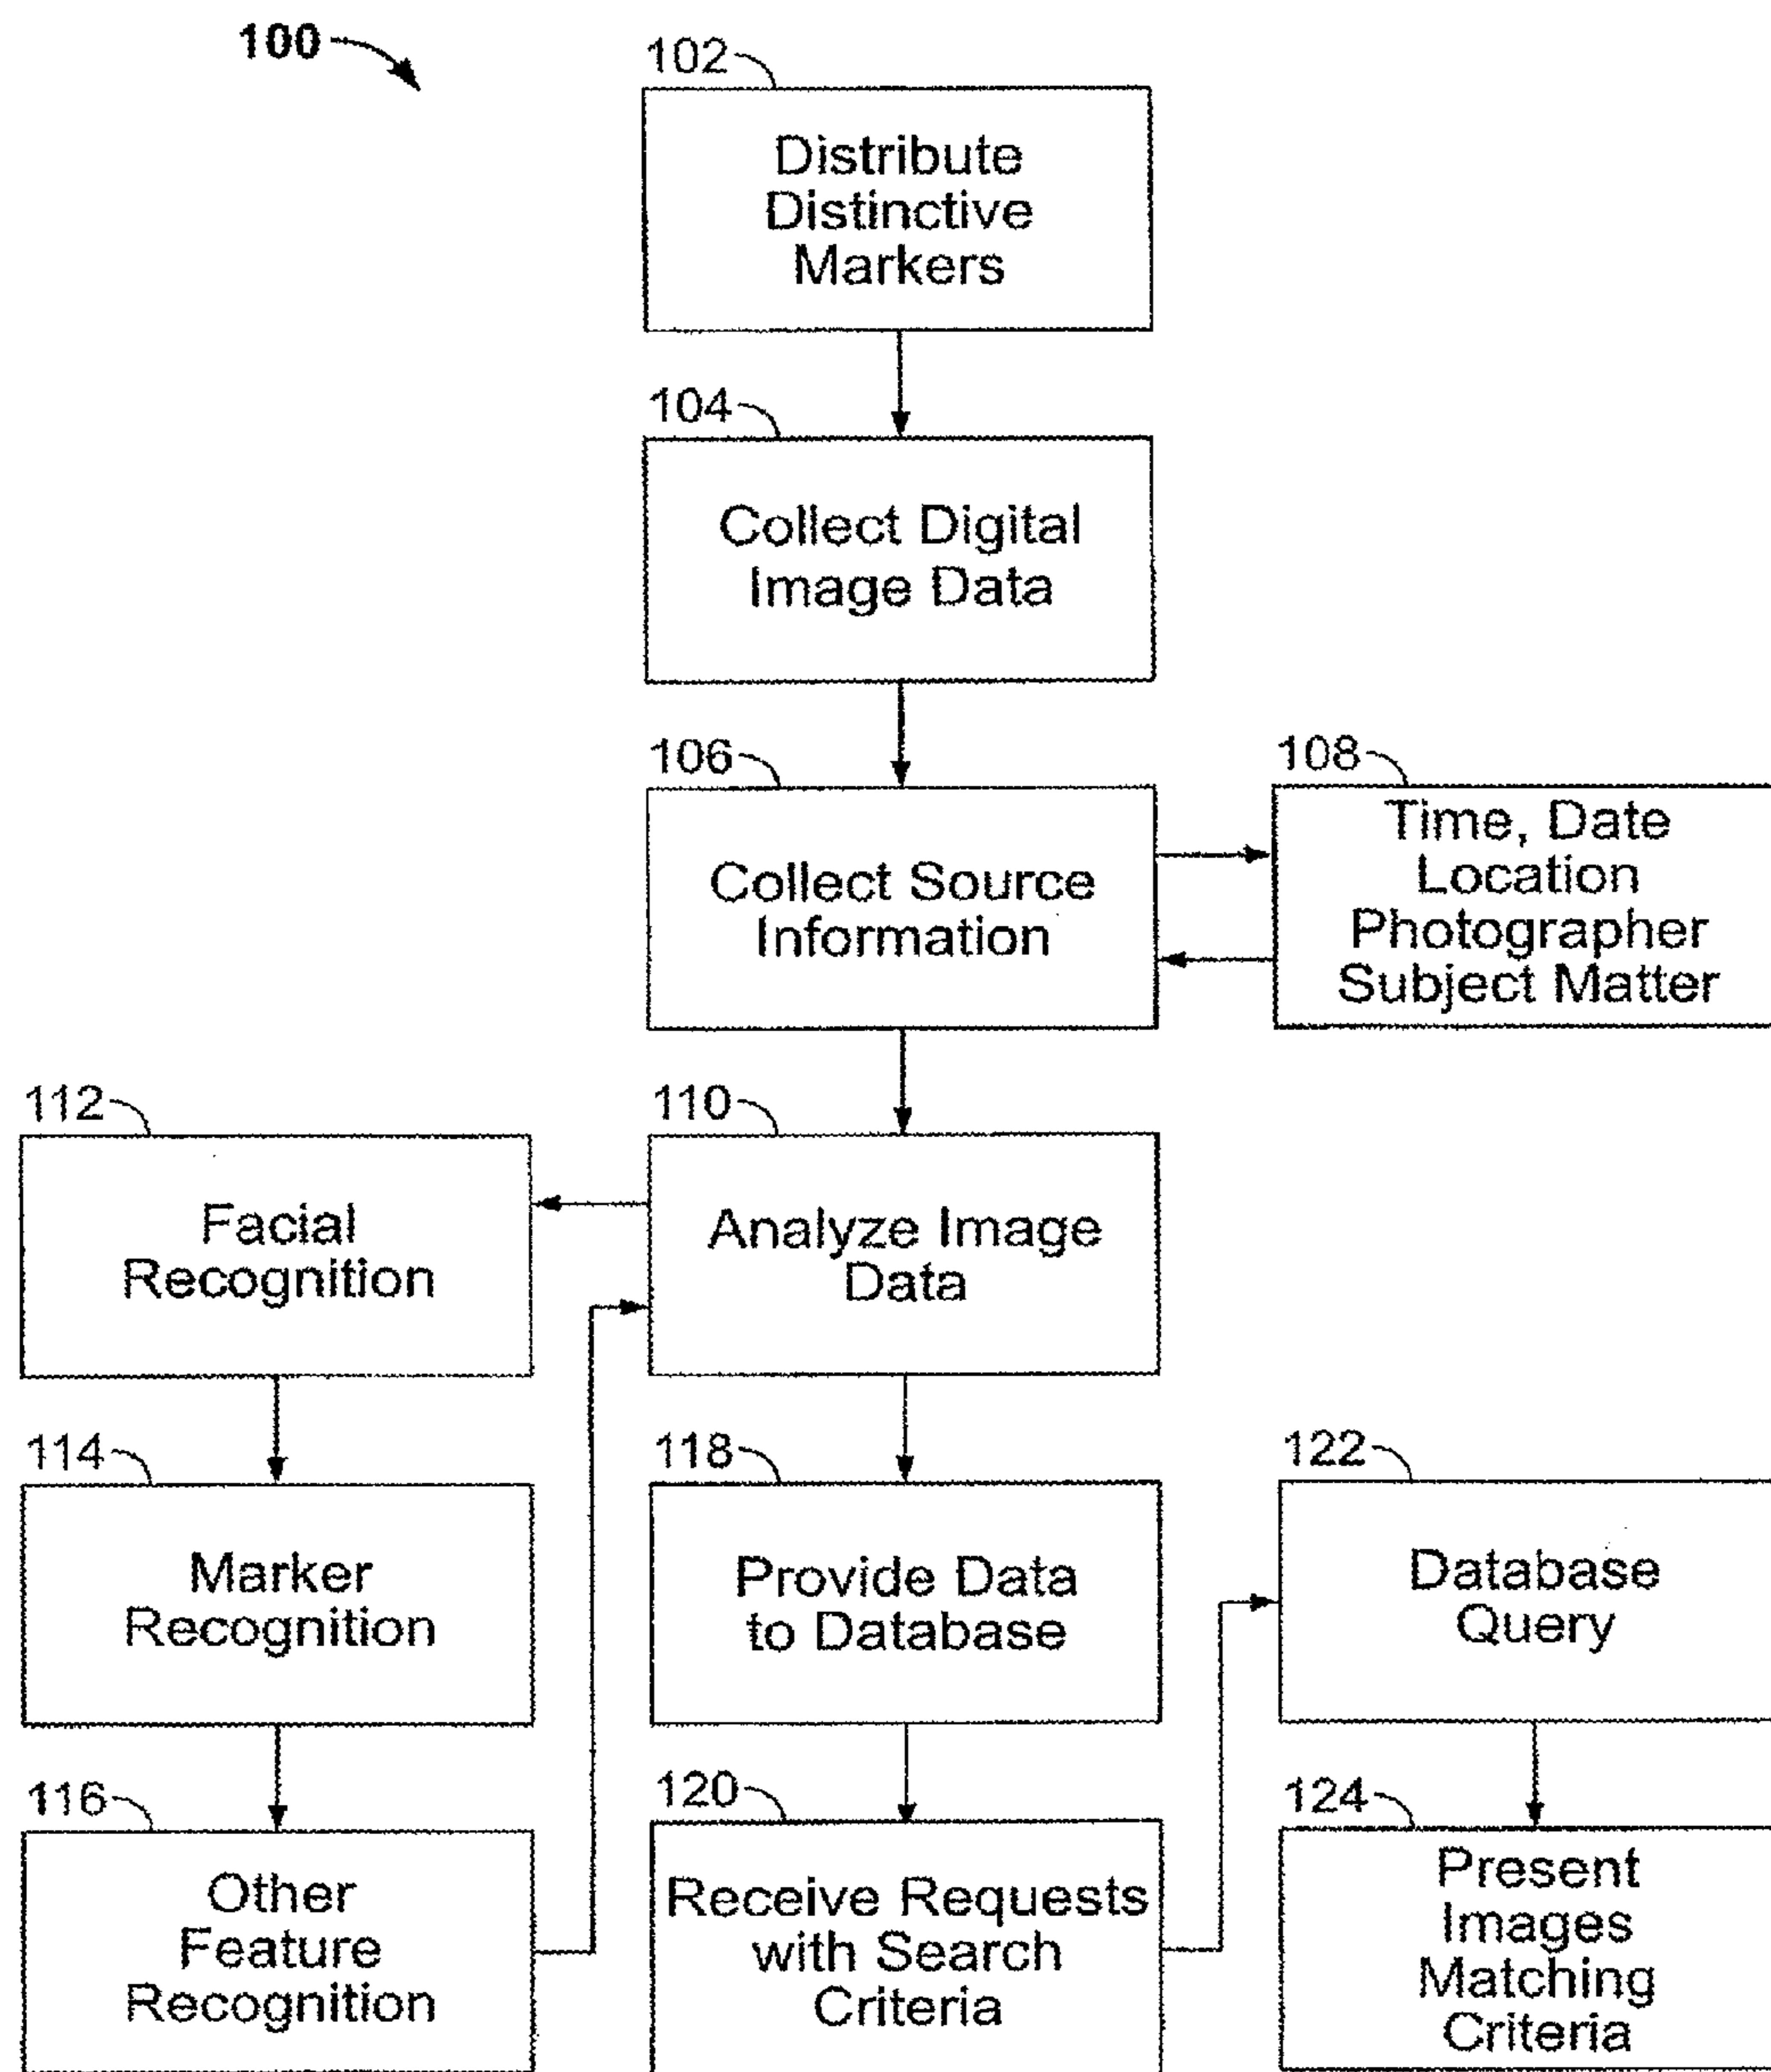 100
102
Distribute
Distinctive
Markers
104
Collect Digital
Image Data
106
Collect Source
Information
108
Time, Date
Location
Photographer
Subject Matter
110
Analyze Image
Data
112
Facial
Recognition
114
Marker
Recognition
116
Other
Feature
Recognition
118
Provide Data
to Database
120
Receive Requests
with Search
Criteria
122
Database
Query
124
Present
Images
Matching
Criteria